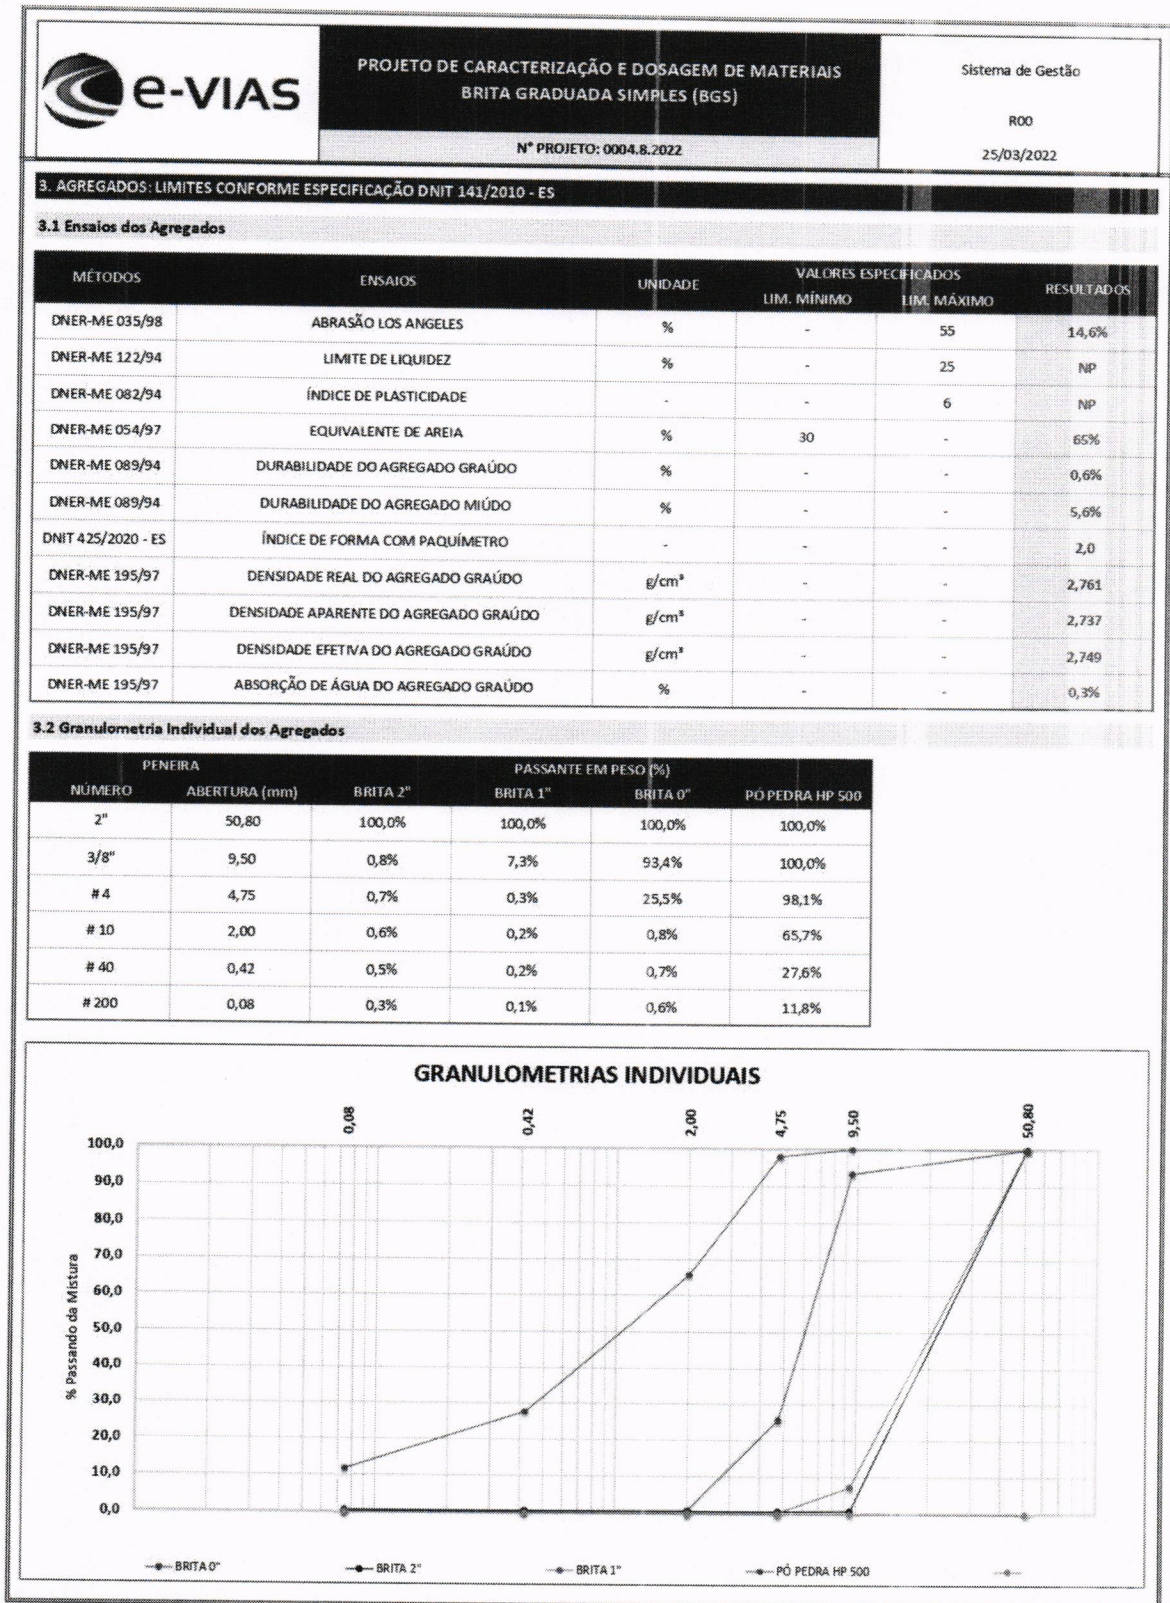 e-VIAS
PROJETO DE CARACTERIZAÇÃO E DOSAGEM DE MATERIAIS
BRITA GRADUADA SIMPLES (BGS)
N° PROJETO: 0004.8.2022
Sistema de Gestão
R00
25/03/2022
3. AGREGADOS: LIMITES CONFORME ESPECIFICAÇÃO DNIT 141/2010 - ES
3.1 Ensaios dos Agregados
MÉTODOS ENSAIOS UNIDADE VALORES ESPECIFICADOS RESULTADOS
LIM. MÍNIMO LIM. MÁXIMO
DNER-ME 035/98 ABRASÃO LOS ANGELES % - 55 14,6%
DNER-ME 122/94 LIMITE DE LIQUIDEZ % - 25 NP
DNER-ME 082/94 ÍNDICE DE PLASTICIDADE - - 6 NP
DNER-ME 054/97 EQUIVALENTE DE AREIA % 30 - 65%
DNER-ME 089/94 DURABILIDADE DO AGREGADO GRAÚDO % - - 0,6%
DNER-ME 089/94 DURABILIDADE DO AGREGADO MIÚDO % - - 5,6%
DNIT 425/2020 - ES ÍNDICE DE FORMA COM PAQUÍMETRO - - - 2,0
DNER-ME 195/97 DENSIDADE REAL DO AGREGADO GRAÚDO g/cm³ - - 2,761
DNER-ME 195/97 DENSIDADE APARENTE DO AGREGADO GRAÚDO g/cm³ - - 2,737
DNER-ME 195/97 DENSIDADE EFETIVA DO AGREGADO GRAÚDO g/cm³ - - 2,749
DNER-ME 195/97 ABSORÇÃO DE ÁGUA DO AGREGADO GRAÚDO % - - 0,3%
3.2 Granulometria Individual dos Agregados
PENEIRA PASSANTE EM PESO (%)
NÚMERO ABERTURA (mm) BRITA 2" BRITA 1" BRITA 0" PÓ PEDRA HP 500
2" 50,80 100,0% 100,0% 100,0% 100,0%
3/8" 9,50 0,8% 7,3% 93,4% 100,0%
# 4 4,75 0,7% 0,3% 25,5% 98,1%
# 10 2,00 0,6% 0,2% 0,8% 65,7%
# 40 0,42 0,5% 0,2% 0,7% 27,6%
# 200 0,08 0,3% 0,1% 0,6% 11,8%
GRANULOMETRIAS INDIVIDUAIS
0,08 0,42 2,00 4,75 9,50 50,80
% Passando da Mistura
100,0
90,0
80,0
70,0
60,0
50,0
40,0
30,0
20,0
10,0
0,0
BRITA 0" BRITA 2" BRITA 1" PÓ PEDRA HP 500